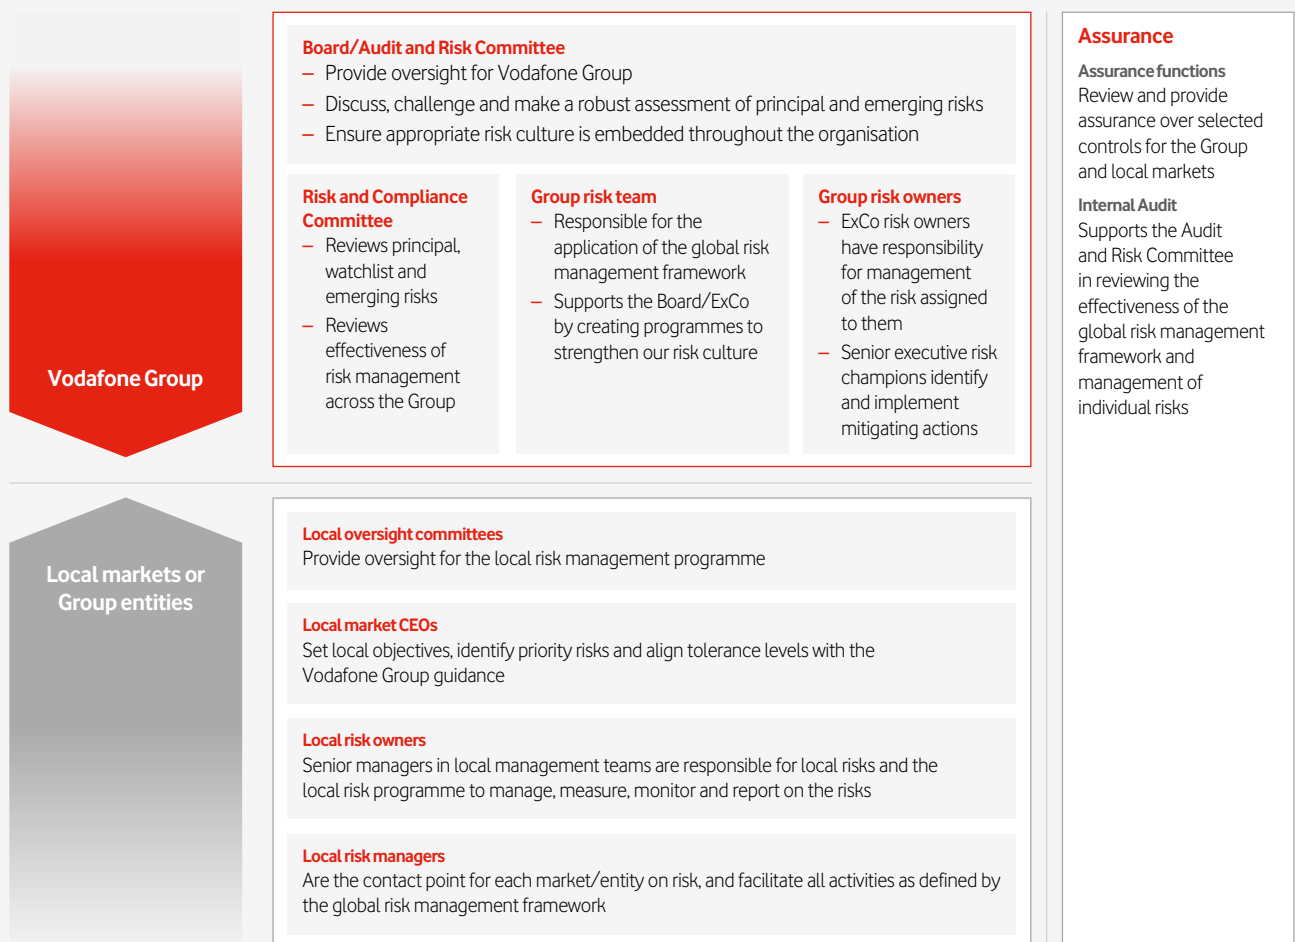 Vodafone Group
Board/Audit and Risk Committee
– Provide oversight for Vodafone Group
– Discuss, challenge and make a robust assessment of principal and emerging risks
– Ensure appropriate risk culture is embedded throughout the organisation
Risk and Compliance
Committee
– Reviews principal,
watchlist and
emerging risks
– Reviews
effectiveness of
risk management
across the Group
Group risk team
– Responsible for the
application of the global risk
management framework
– Supports the Board/ExCo
by creating programmes to
strengthen our risk culture
Group risk owners
– ExCo risk owners
have responsibility
for management
of the risk assigned
to them
– Senior executive risk
champions identify
and implement
mitigating actions
Local markets or
Group entities
Local oversight committees
Provide oversight for the local risk management programme
Local market CEOs
Set local objectives, identify priority risks and align tolerance levels with the
Vodafone Group guidance
Local risk owners
Senior managers in local management teams are responsible for local risks and the
local risk programme to manage, measure, monitor and report on the risks
Local risk managers
Are the contact point for each market/entity on risk, and facilitate all activities as defined by
the global risk management framework
Assurance
Assurance functions
Review and provide
assurance over selected
controls for the Group
and local markets
Internal Audit
Supports the Audit
and Risk Committee
in reviewing the
effectiveness of the
global risk management
framework and
management of
individual risks